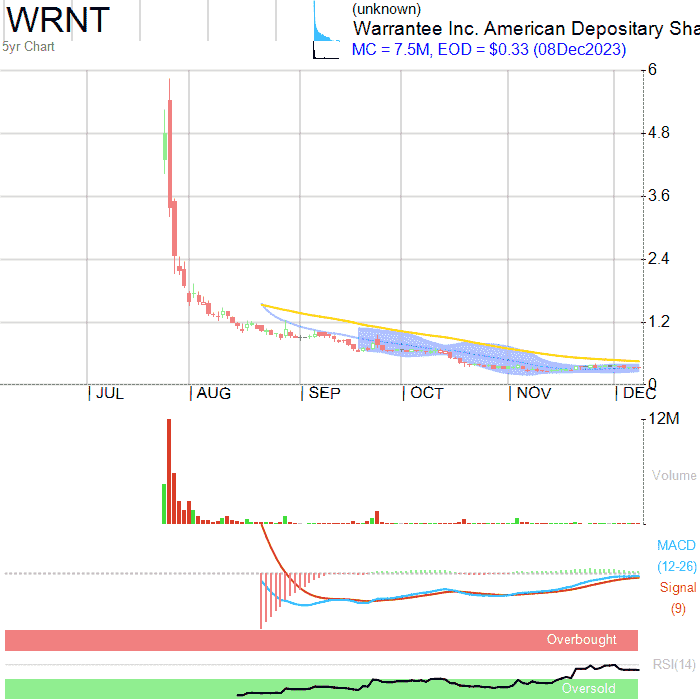 WRNT
5yr Chart
(unknown)
Warrantee Inc. American Depositary Sha
MC = 7.5M, EOD = $0.33 (08Dec2023)
6
4.8
3.6
2.4
1.2
0
JUL AUG SEP OCT NOV DEC
12M
Volume
MACD
(12-26)
Signal
(9)
Overbought
RSI(14)
Oversold